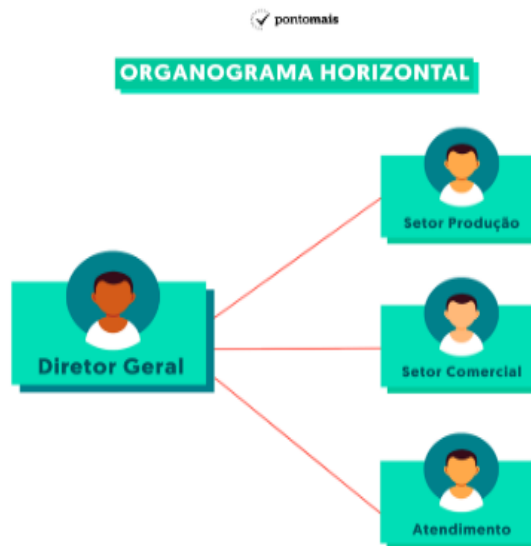 pontomais
ORGANOGRAMA HORIZONTAL
Setor Produção
Diretor Geral
Setor Comercial
Atendimento